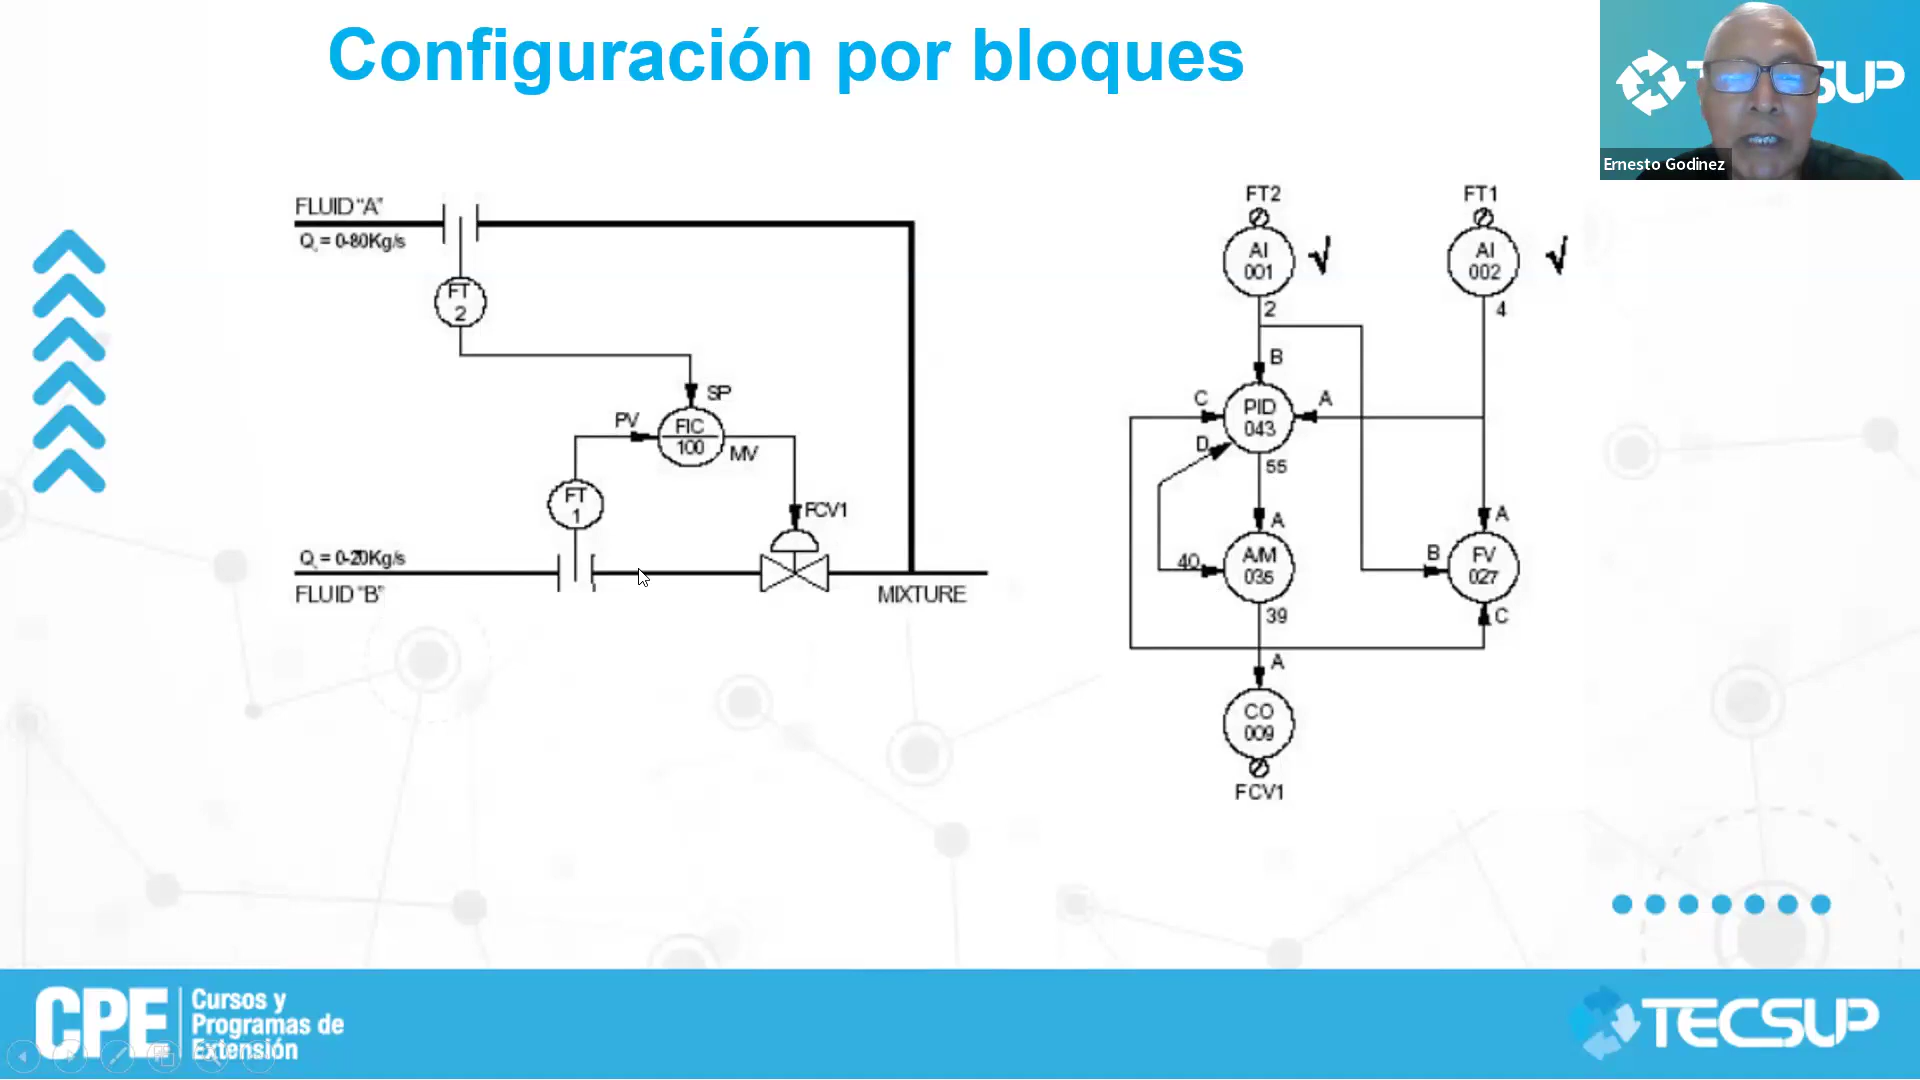 Configuración por bloques
TECSUP
Ernesto Godinez
FLUID "A"
Q = 0-80Kg/s
FT
2
SP
PV
FIC
100
MV
FT
1
FCV1
Q = 0-20Kg/s
FLUID "B"
MIXTURE
FT2
FT1
AI
001
√
AI
002
√
2
4
B
C
PID
043
A
D
55
A
A
40
A/M
035
B
FV
027
39
C
A
CO
009
FCV1
CPE
Cursos y
Programas de
Extensión
TECSUP